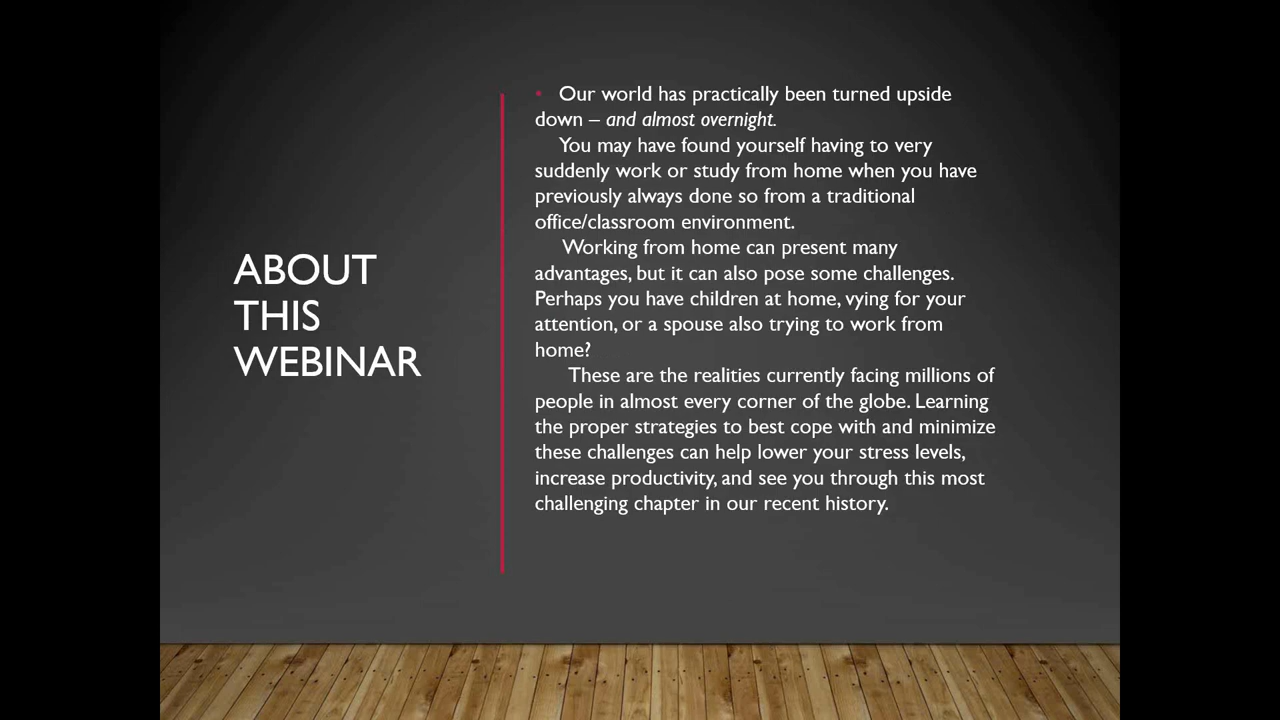 ABOUT
THIS
WEBINAR
• Our world has practically been turned upside
down – and almost overnight.
You may have found yourself having to very
suddenly work or study from home when you have
previously always done so from a traditional
office/classroom environment.
Working from home can present many
advantages, but it can also pose some challenges.
Perhaps you have children at home, vying for your
attention, or a spouse also trying to work from
home?
These are the realities currently facing millions of
people in almost every corner of the globe. Learning
the proper strategies to best cope with and minimize
these challenges can help lower your stress levels,
increase productivity, and see you through this most
challenging chapter in our recent history.